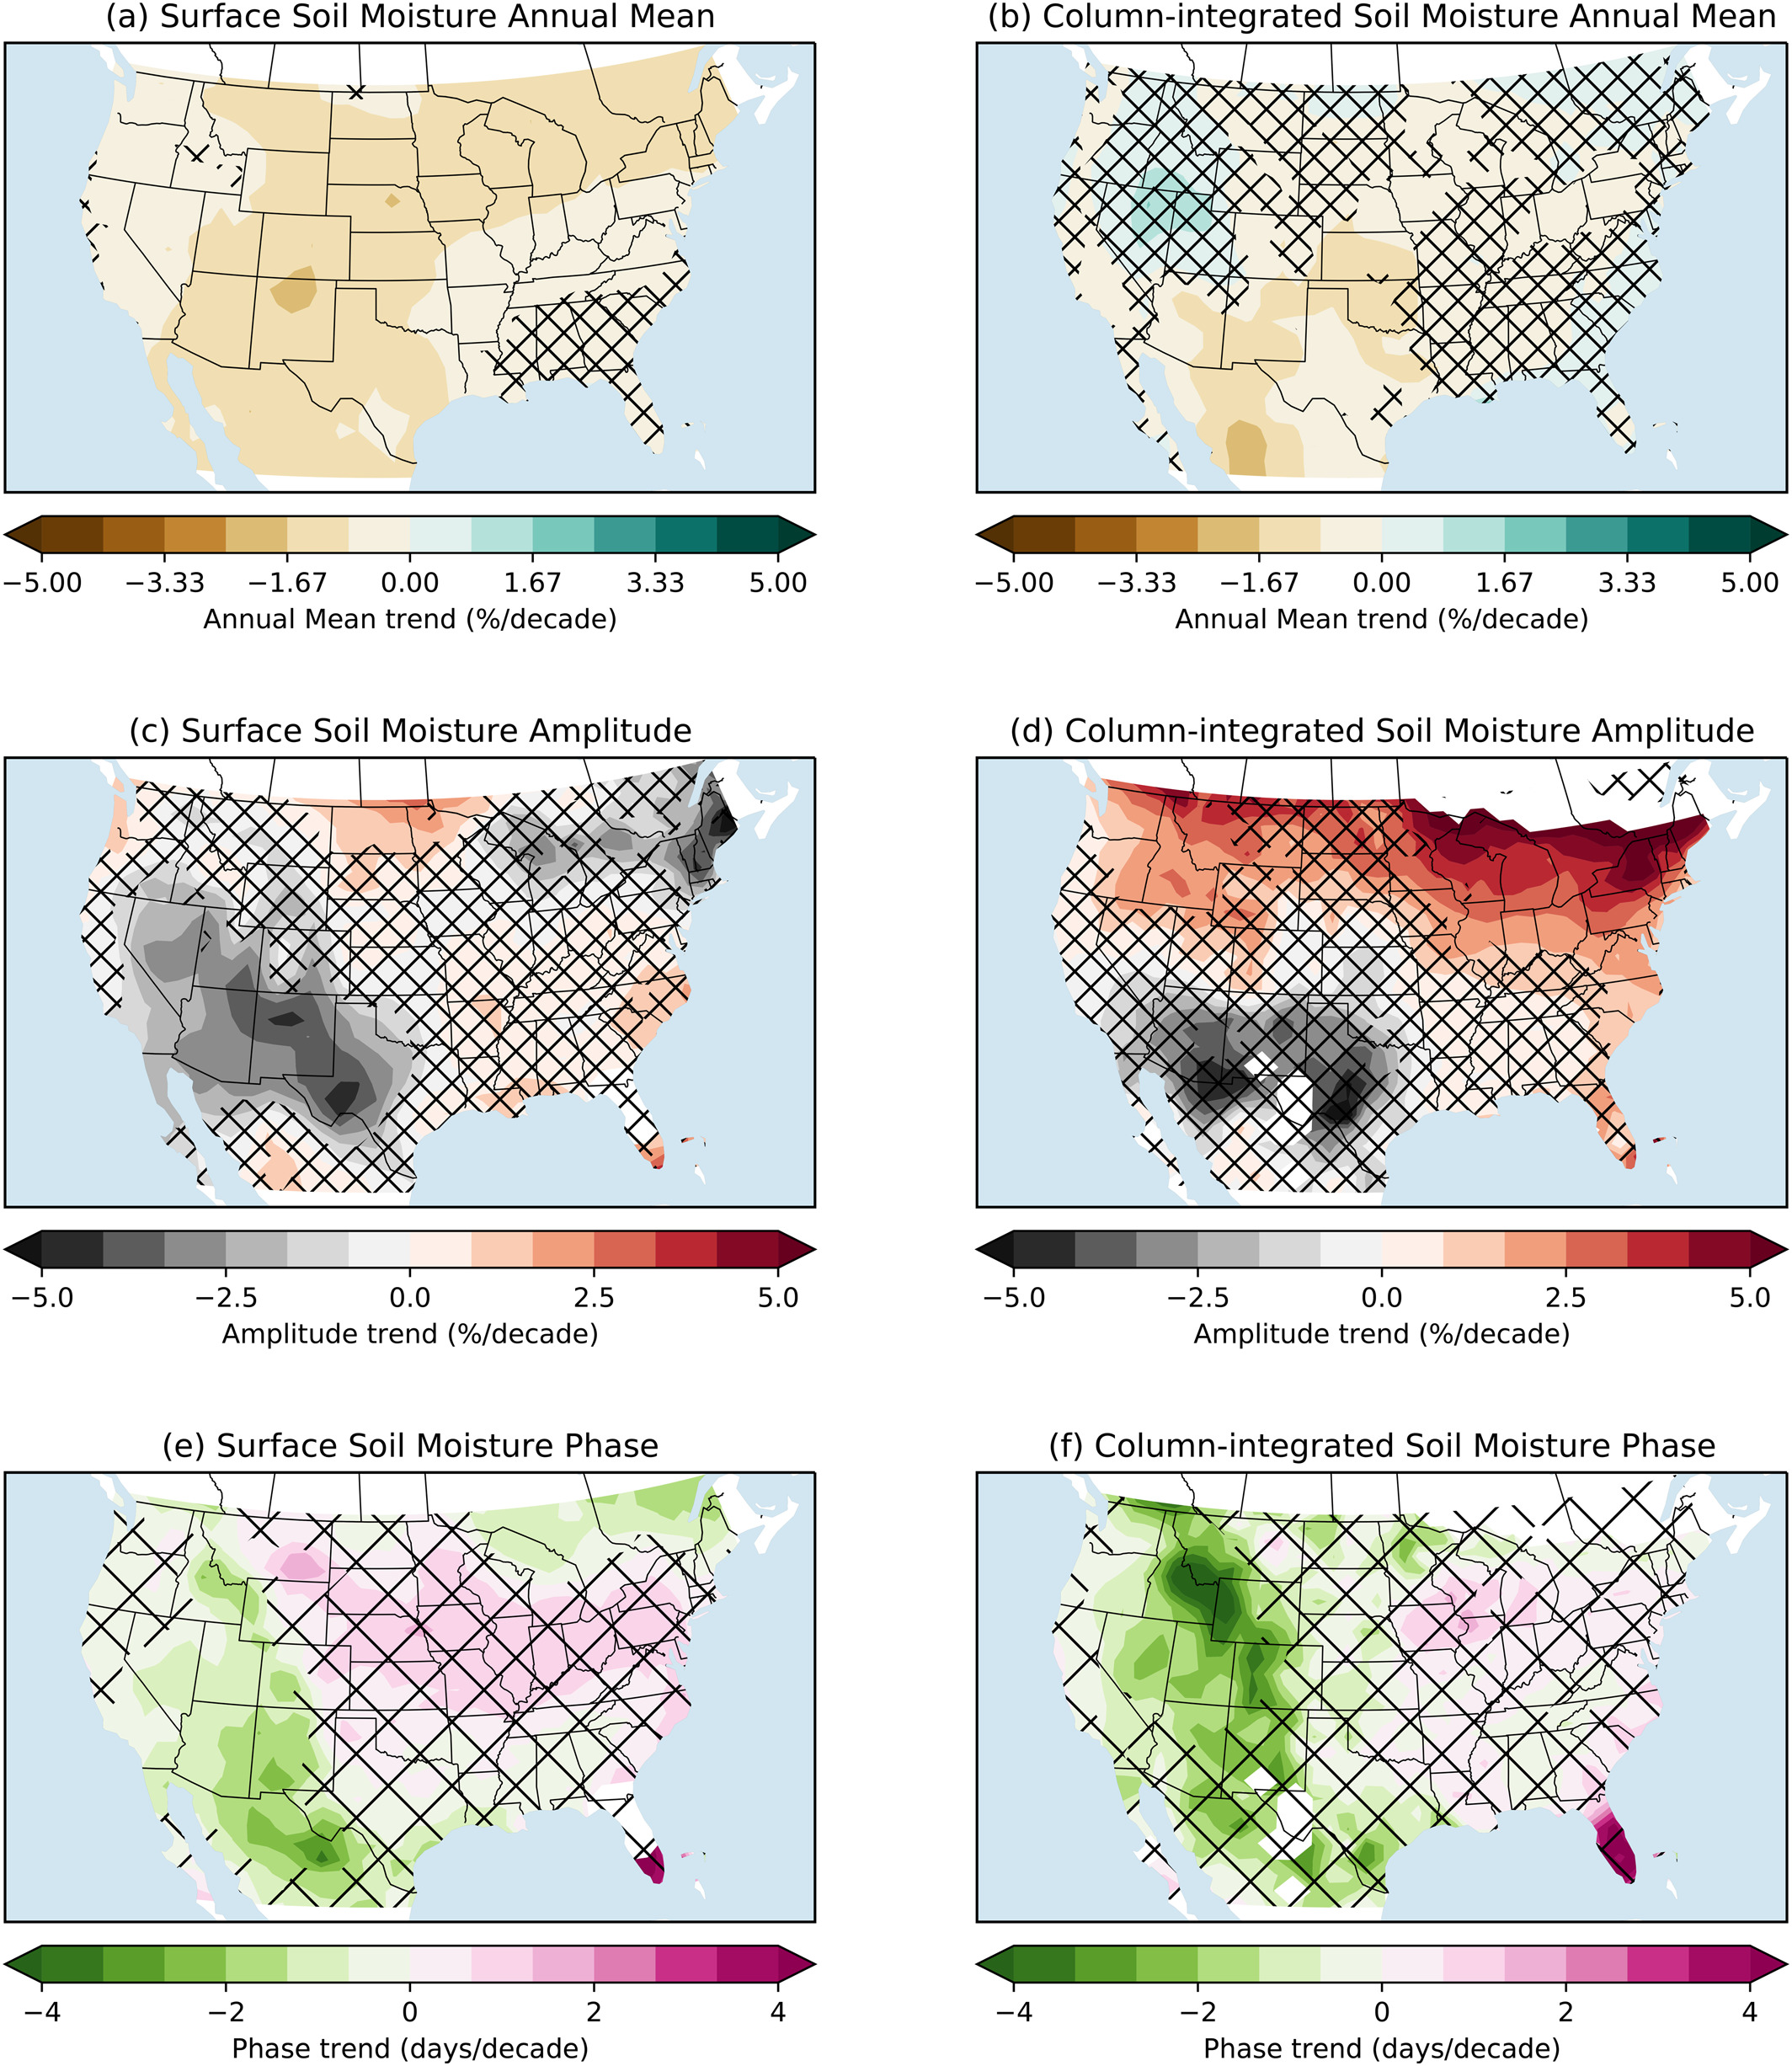 (a) Surface Soil Moisture Annual Mean
(b) Column-integrated Soil Moisture Annual Mean
−5.00 −3.33 −1.67 0.00 1.67 3.33 5.00
Annual Mean trend (%/decade)
−5.00 −3.33 −1.67 0.00 1.67 3.33 5.00
Annual Mean trend (%/decade)
(c) Surface Soil Moisture Amplitude
(d) Column-integrated Soil Moisture Amplitude
−5.0 −2.5 0.0 2.5 5.0
Amplitude trend (%/decade)
−5.0 −2.5 0.0 2.5 5.0
Amplitude trend (%/decade)
(e) Surface Soil Moisture Phase
(f) Column-integrated Soil Moisture Phase
−4 −2 0 2 4
Phase trend (days/decade)
−4 −2 0 2 4
Phase trend (days/decade)